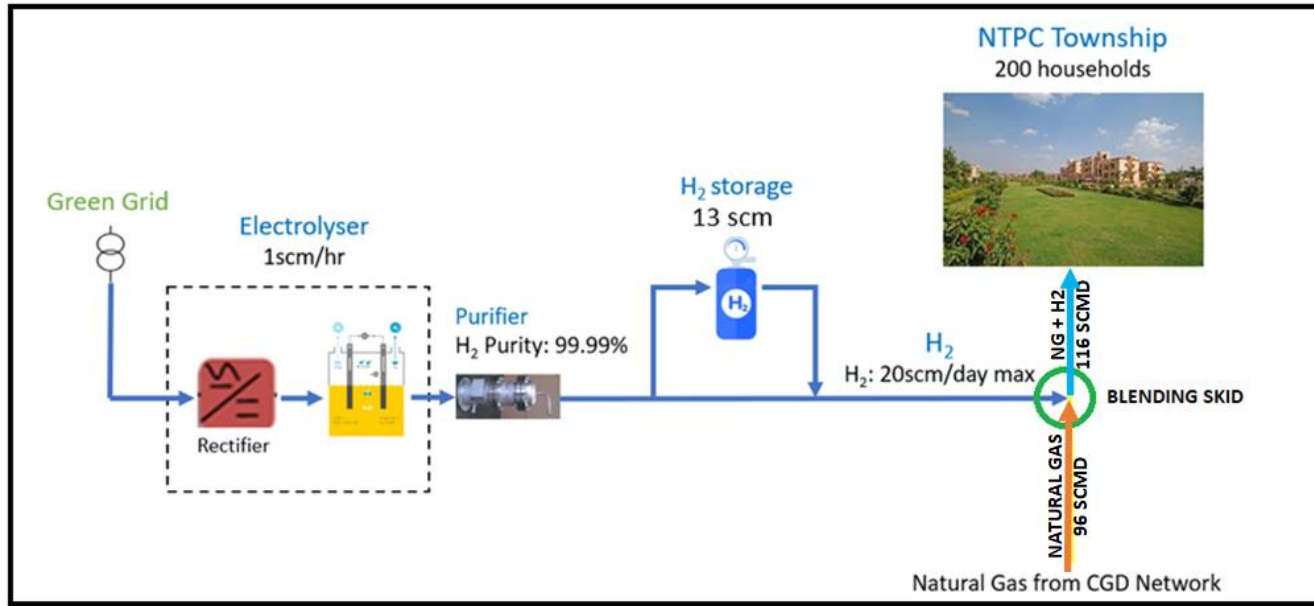 NTPC Township
200 households
Green Grid
Electrolyser
1scm/hr
H₂ storage
13 scm
H₂
Purifier
H₂ Purity: 99.99%
Rectifier
H₂
H₂: 20scm/day max
NG + H2
116 SCMD
BLENDING SKID
NATURAL GAS
96 SCMD
Natural Gas from CGD Network